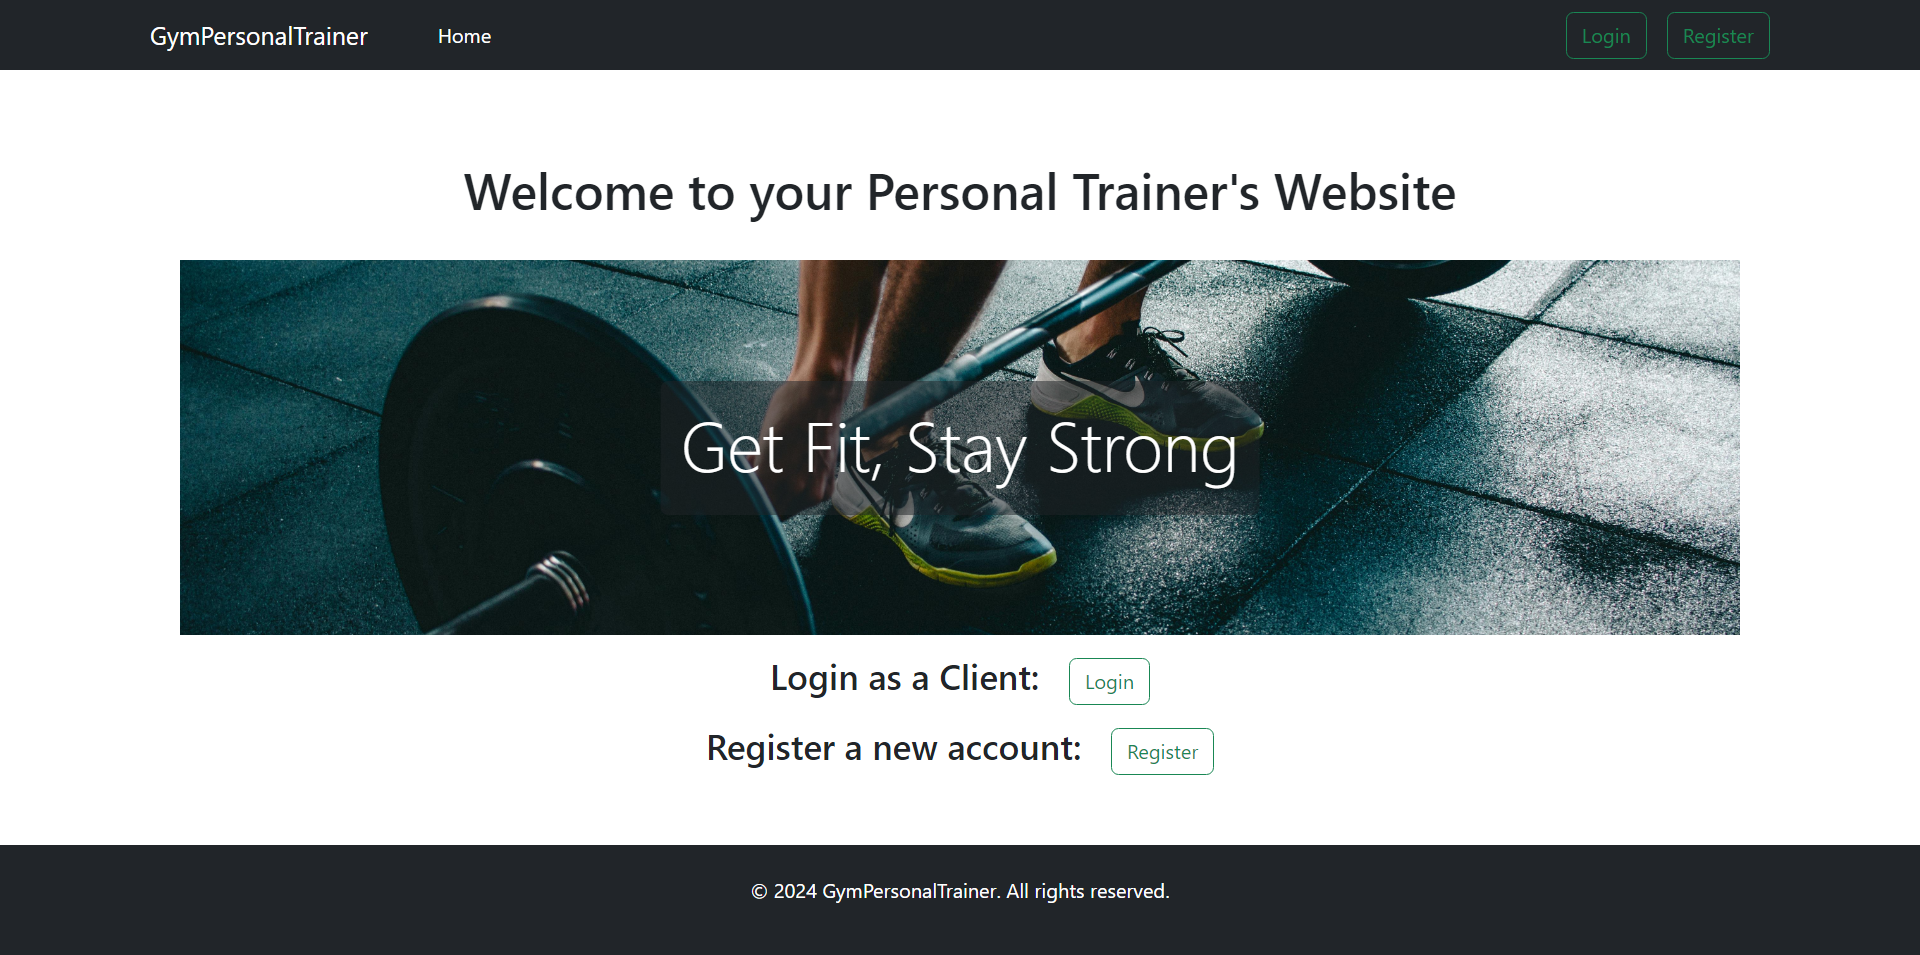 GymPersonalTrainer Home Login Register
Welcome to your Personal Trainer's Website
Get Fit, Stay Strong
Login as a Client: Login
Register a new account: Register
© 2024 GymPersonalTrainer. All rights reserved.